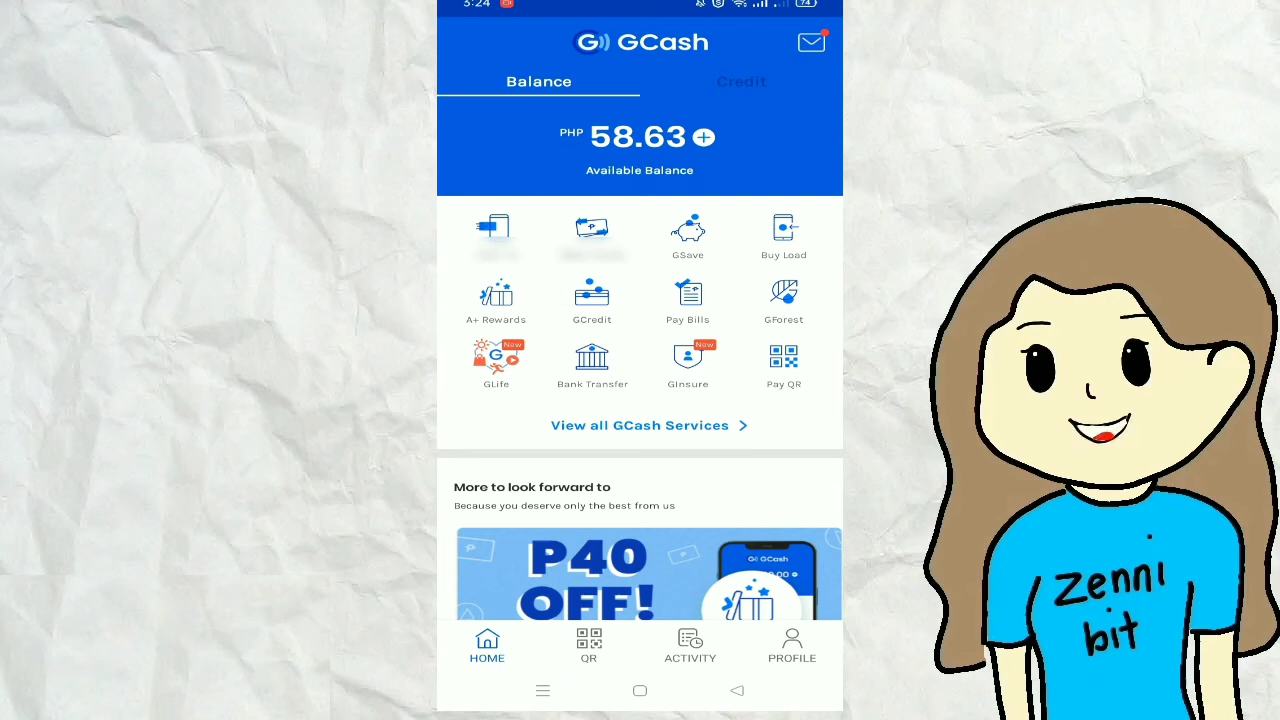 3:24
74
GCash
Balance
Credit
PHP 58.63
Available Balance
GSave
Buy Load
A+ Rewards
GCredit
Pay Bills
GForest
New
New
GLife
Bank Transfer
GInsure
Pay QR
View all GCash Services
More to look forward to
Because you deserve only the best from us
P40
OFF!
GCash
HOME
QR
ACTIVITY
PROFILE
Zenni
bit